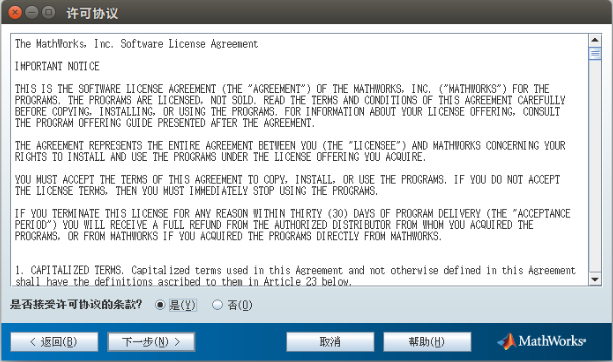 许可协议
The MathWorks, Inc. Software License Agreement
IMPORTANT NOTICE
THIS IS THE SOFTWARE LICENSE AGREEMENT (THE "AGREEMENT") OF THE MATHWORKS, INC. ("MATHWORKS") FOR THE
PROGRAMS. THE PROGRAMS ARE LICENSED, NOT SOLD. READ THE TERMS AND CONDITIONS OF THIS AGREEMENT CAREFULLY
BEFORE COPYING, INSTALLING, OR USING THE PROGRAMS. FOR INFORMATION ABOUT YOUR LICENSE OFFERING, CONSULT
THE PROGRAM OFFERING GUIDE PRESENTED AFTER THE AGREEMENT.
THE AGREEMENT REPRESENTS THE ENTIRE AGREEMENT BETWEEN YOU (THE "LICENSEE") AND MATHWORKS CONCERNING YOUR
RIGHTS TO INSTALL AND USE THE PROGRAMS UNDER THE LICENSE OFFERING YOU ACQUIRE.
YOU MUST ACCEPT THE TERMS OF THIS AGREEMENT TO COPY, INSTALL, OR USE THE PROGRAMS. IF YOU DO NOT ACCEPT
THE LICENSE TERMS, THEN YOU MUST IMMEDIATELY STOP USING THE PROGRAMS.
IF YOU TERMINATE THIS LICENSE FOR ANY REASON WITHIN THIRTY (30) DAYS OF PROGRAM DELIVERY (THE "ACCEPTANCE
PERIOD") YOU WILL RECEIVE A FULL REFUND FROM THE AUTHORIZED DISTRIBUTOR FROM WHOM YOU ACQUIRED THE
PROGRAMS, OR FROM MATHWORKS IF YOU ACQUIRED THE PROGRAMS DIRECTLY FROM MATHWORKS.
1. CAPITALIZED TERMS. Capitalized terms used in this Agreement and not otherwise defined in this Agreement
shall have the definitions ascribed to them in Article 23 below.
是否接受许可协议的条款? 是(Y) 否(O)
< 返回(B) 下一步(N) > 取消 帮助(H) MathWorks®